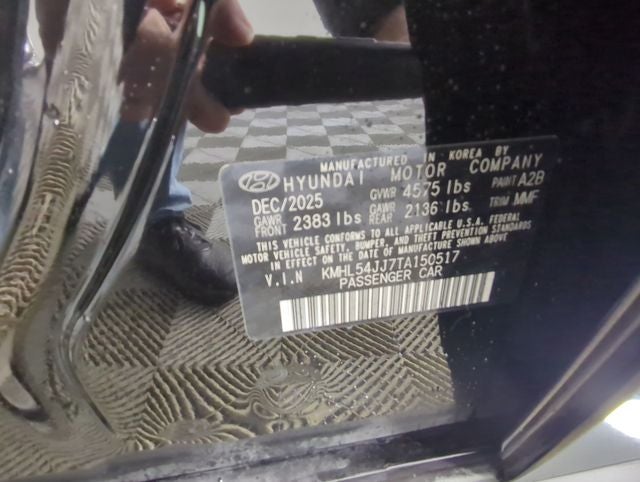 MANUFACTURED IN KOREA BY
HYUNDAI MOTOR COMPANY
DEC/2025 GVWR 4575 lbs PAINT A2B
GAWR FRONT 2383 lbs GAWR REAR 2136 lbs TRIM MMF
THIS VEHICLE CONFORMS TO ALL APPLICABLE U.S.A. FEDERAL
MOTOR VEHICLE SAFETY, BUMPER, AND THEFT PREVENTION STANDARDS
IN EFFECT ON THE DATE OF MANUFACTURE SHOWN ABOVE
V.I.N KMHL54JJ7TA150517
PASSENGER CAR